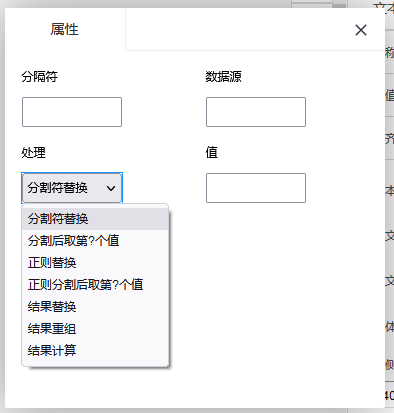 属性
分隔符
数据源
处理
值
分割符替换
分割符替换
分割后取第?个值
正则替换
正则分割后取第?个值
结果替换
结果重组
结果计算